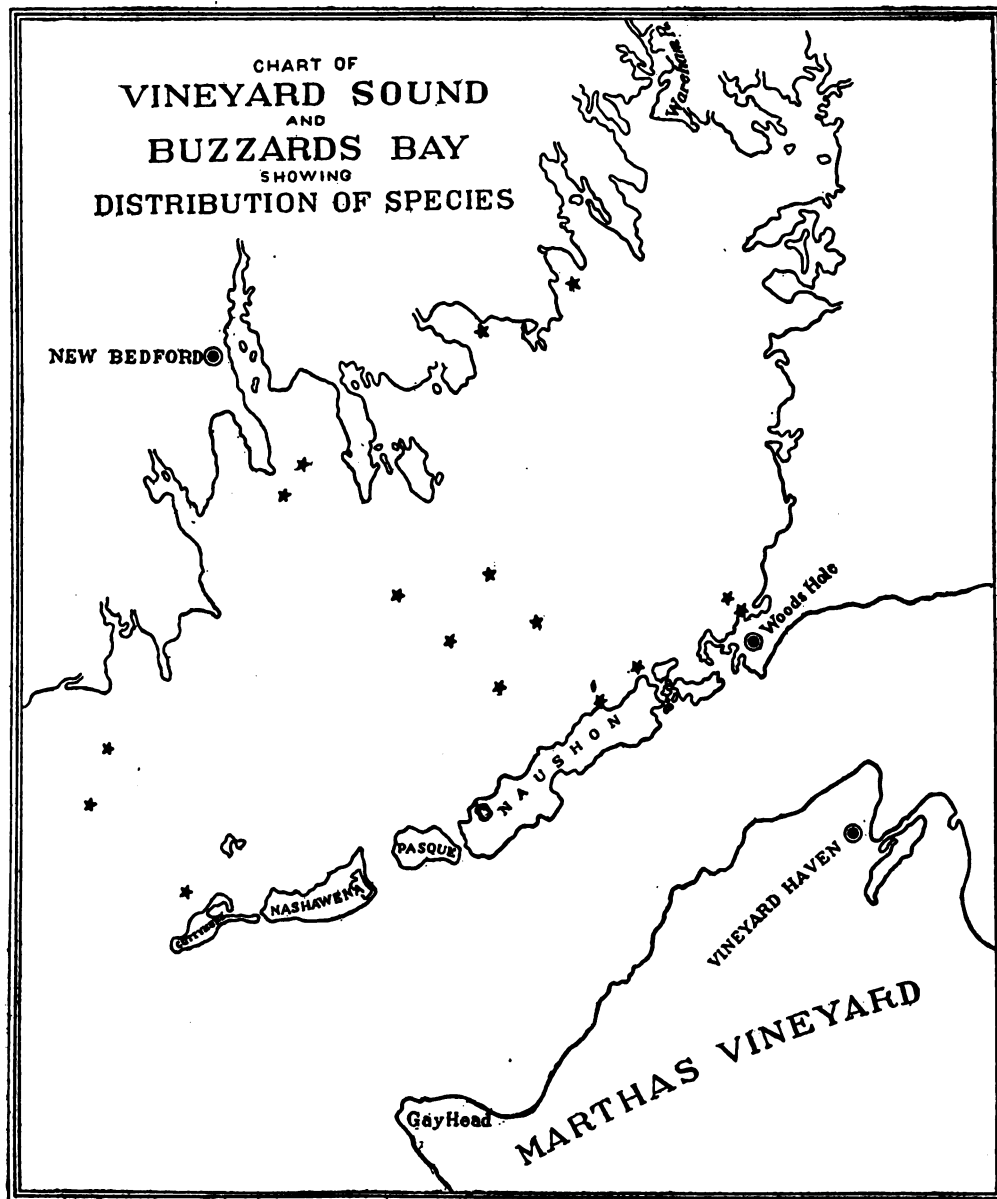 CHART OF
VINEYARD SOUND
AND
BUZZARDS BAY
SHOWING
DISTRIBUTION OF SPECIES
Wareham R.
NEW BEDFORD
Woods Hole
NAUSHON
PASQUE
NASHAWENA
VINEYARD HAVEN
MARTHAS VINEYARD
Gay Head